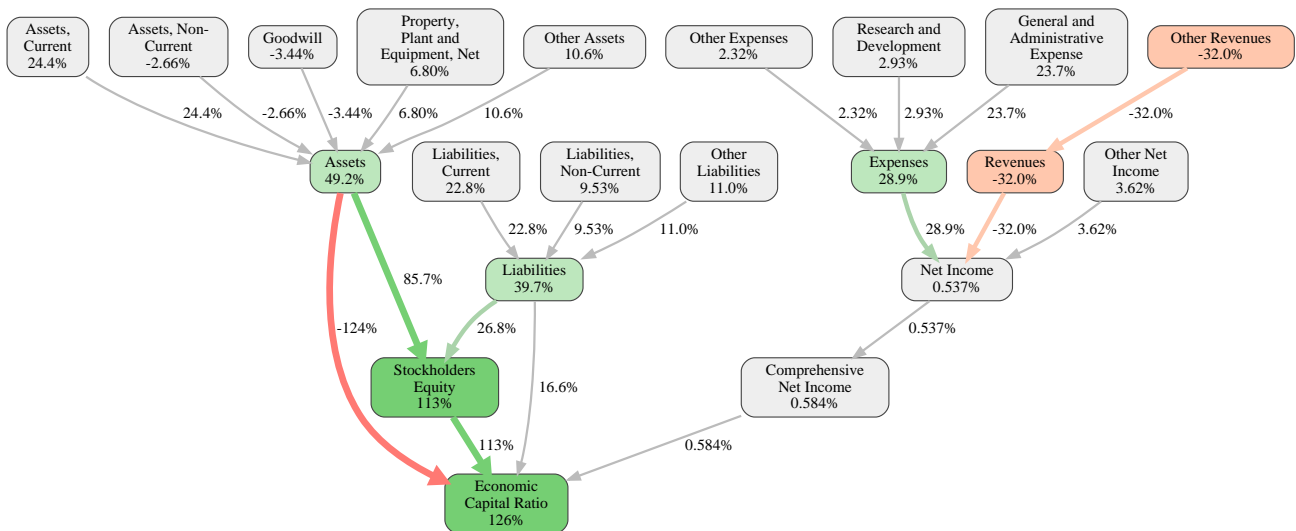 Assets,
Current
24.4%
Assets, Non-
Current
-2.66%
Goodwill
-3.44%
Property,
Plant and
Equipment, Net
6.80%
Other Assets
10.6%
Other Expenses
2.32%
Research and
Development
2.93%
General and
Administrative
Expense
23.7%
Other Revenues
-32.0%
24.4%
-2.66%
-3.44%
6.80%
10.6%
2.32%
2.93%
23.7%
-32.0%
Assets
49.2%
Liabilities,
Current
22.8%
Liabilities,
Non-Current
9.53%
Other
Liabilities
11.0%
Expenses
28.9%
Revenues
-32.0%
Other Net
Income
3.62%
22.8%
9.53%
11.0%
28.9%
-32.0%
3.62%
85.7%
Liabilities
39.7%
Net Income
0.537%
-124%
26.8%
0.537%
Stockholders
Equity
113%
16.6%
Comprehensive
Net Income
0.584%
113%
0.584%
Economic
Capital Ratio
126%